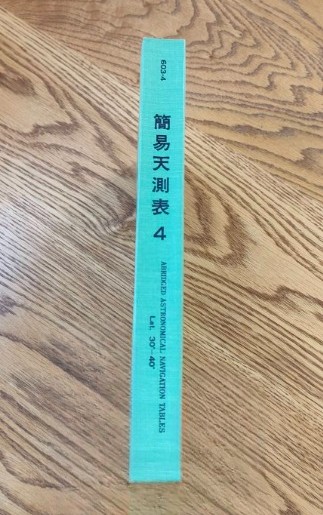 603-4
簡易天測表 4
ABRIDGED ASTRONOMICAL NAVIGATION TABLES
Lat. 30°-40°